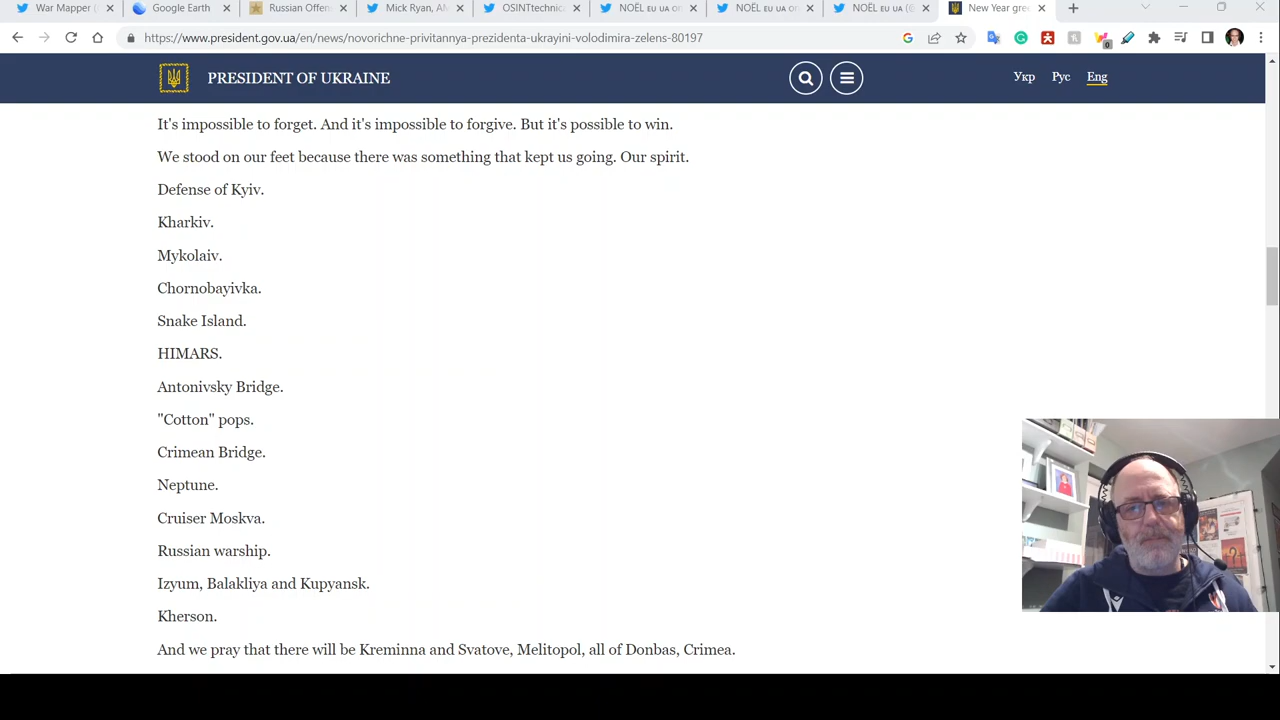 War Mapper (
Google Earth
Russian Offen
Mick Ryan, AM
OSINTtechnic
NOËL EU UA on
NOËL EU UA on
NOËL EU UA (@
New Year gree
https://www.president.gov.ua/en/news/novorichne-privitannya-prezidenta-ukrayini-volodimira-zelens-80197
PRESIDENT OF UKRAINE
Укр Рус Eng
It's impossible to forget. And it's impossible to forgive. But it's possible to win.
We stood on our feet because there was something that kept us going. Our spirit.
Defense of Kyiv.
Kharkiv.
Mykolaiv.
Chornobayivka.
Snake Island.
HIMARS.
Antonivsky Bridge.
"Cotton" pops.
Crimean Bridge.
Neptune.
Cruiser Moskva.
Russian warship.
Izyum, Balakliya and Kupyansk.
Kherson.
And we pray that there will be Kreminna and Svatove, Melitopol, all of Donbas, Crimea.